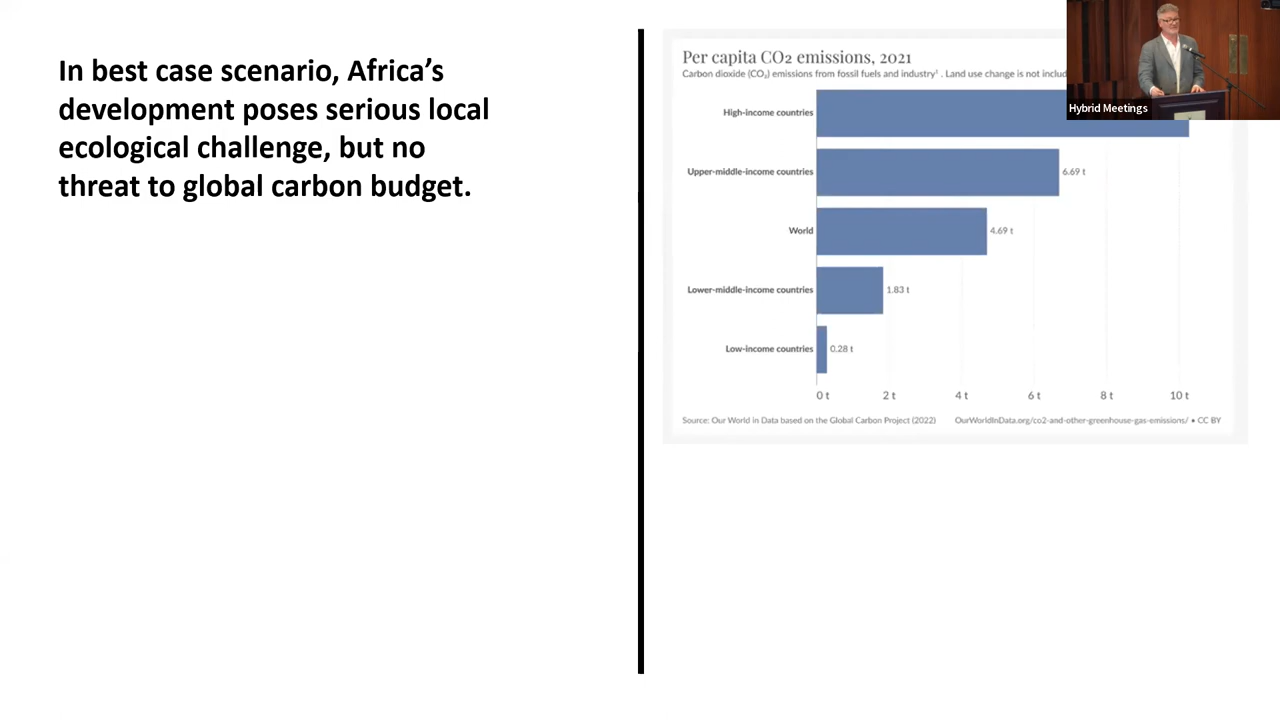 In best case scenario, Africa’s
development poses serious local
ecological challenge, but no
threat to global carbon budget.
Per capita CO₂ emissions, 2021
Carbon dioxide (CO₂) emissions from fossil fuels and industry¹ . Land use change is not
High-income countries
Upper-middle-income countries
6.69 t
World
4.69 t
Lower-middle-income countries
1.83 t
Low-income countries
0.28 t
0 t
2 t
4 t
6 t
8 t
10 t
Source: Our World in Data based on the Global Carbon Project (2022)
OurWorldInData.org/co2-and-other-greenhouse-gas-emissions/ • CC BY
Hybrid Meetings